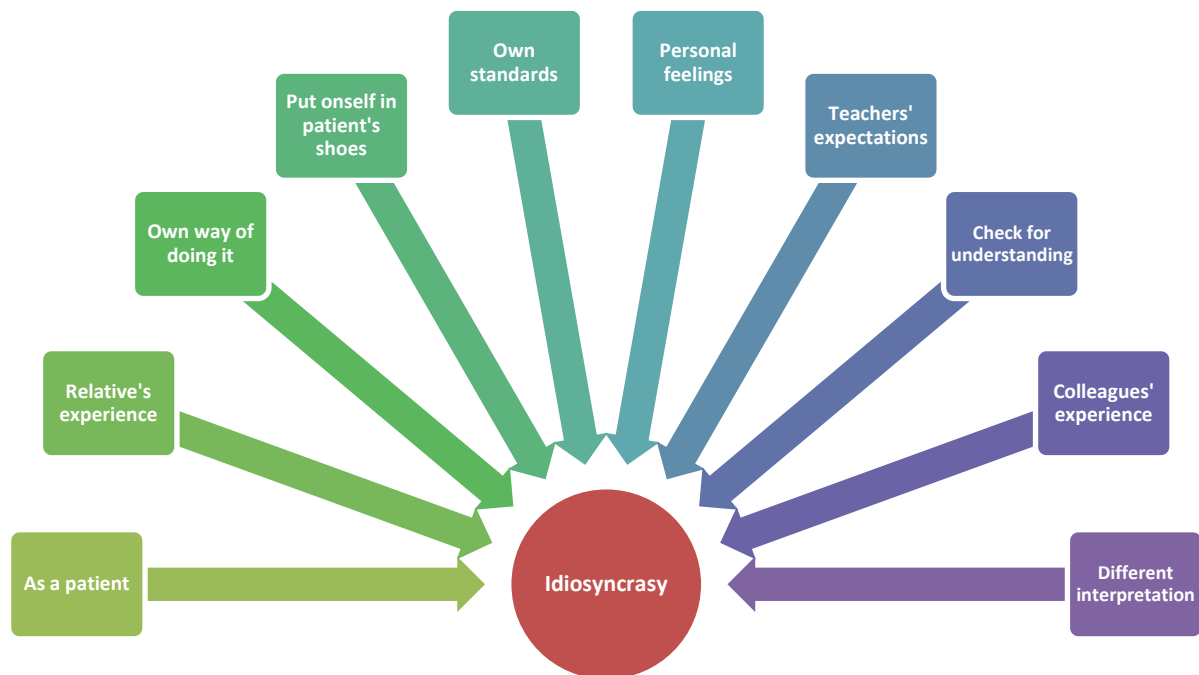 Own
standards
Personal
feelings
Put onself in
patient's
shoes
Teachers'
expectations
Own way of
doing it
Check for
understanding
Relative's
experience
Colleagues'
experience
As a patient
Idiosyncrasy
Different
interpretation